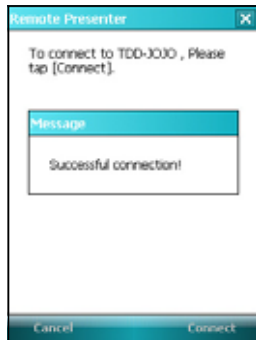 Remote Presenter
To connect to TDD-JOJO , Please
tap [Connect].
Message
Successful connection!
Cancel
Connect